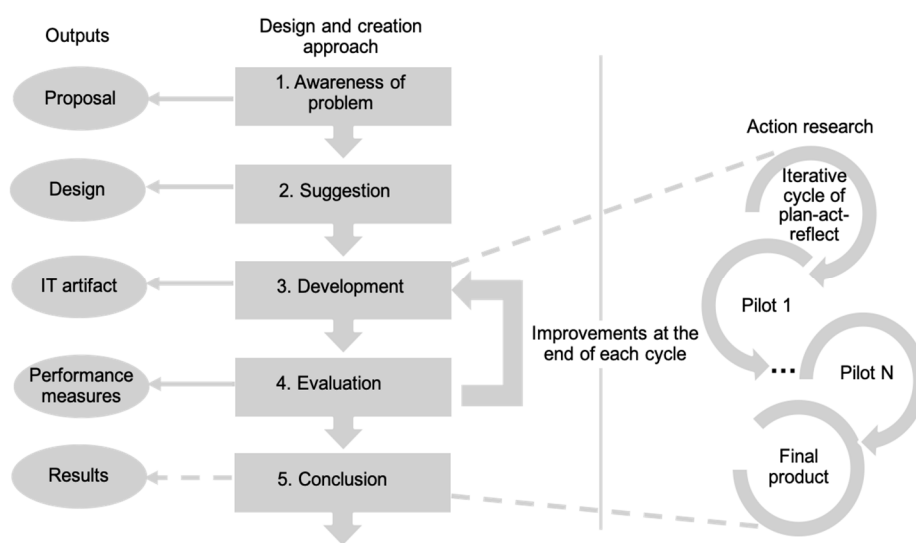 Outputs
Design and creation
approach
Proposal
1. Awareness of
problem
Design
2. Suggestion
IT artifact
3. Development
Performance
measures
4. Evaluation
Results
5. Conclusion
Improvements at the
end of each cycle
Action research
Iterative
cycle of
plan-act-
reflect
Pilot 1
...
Pilot N
Final
product